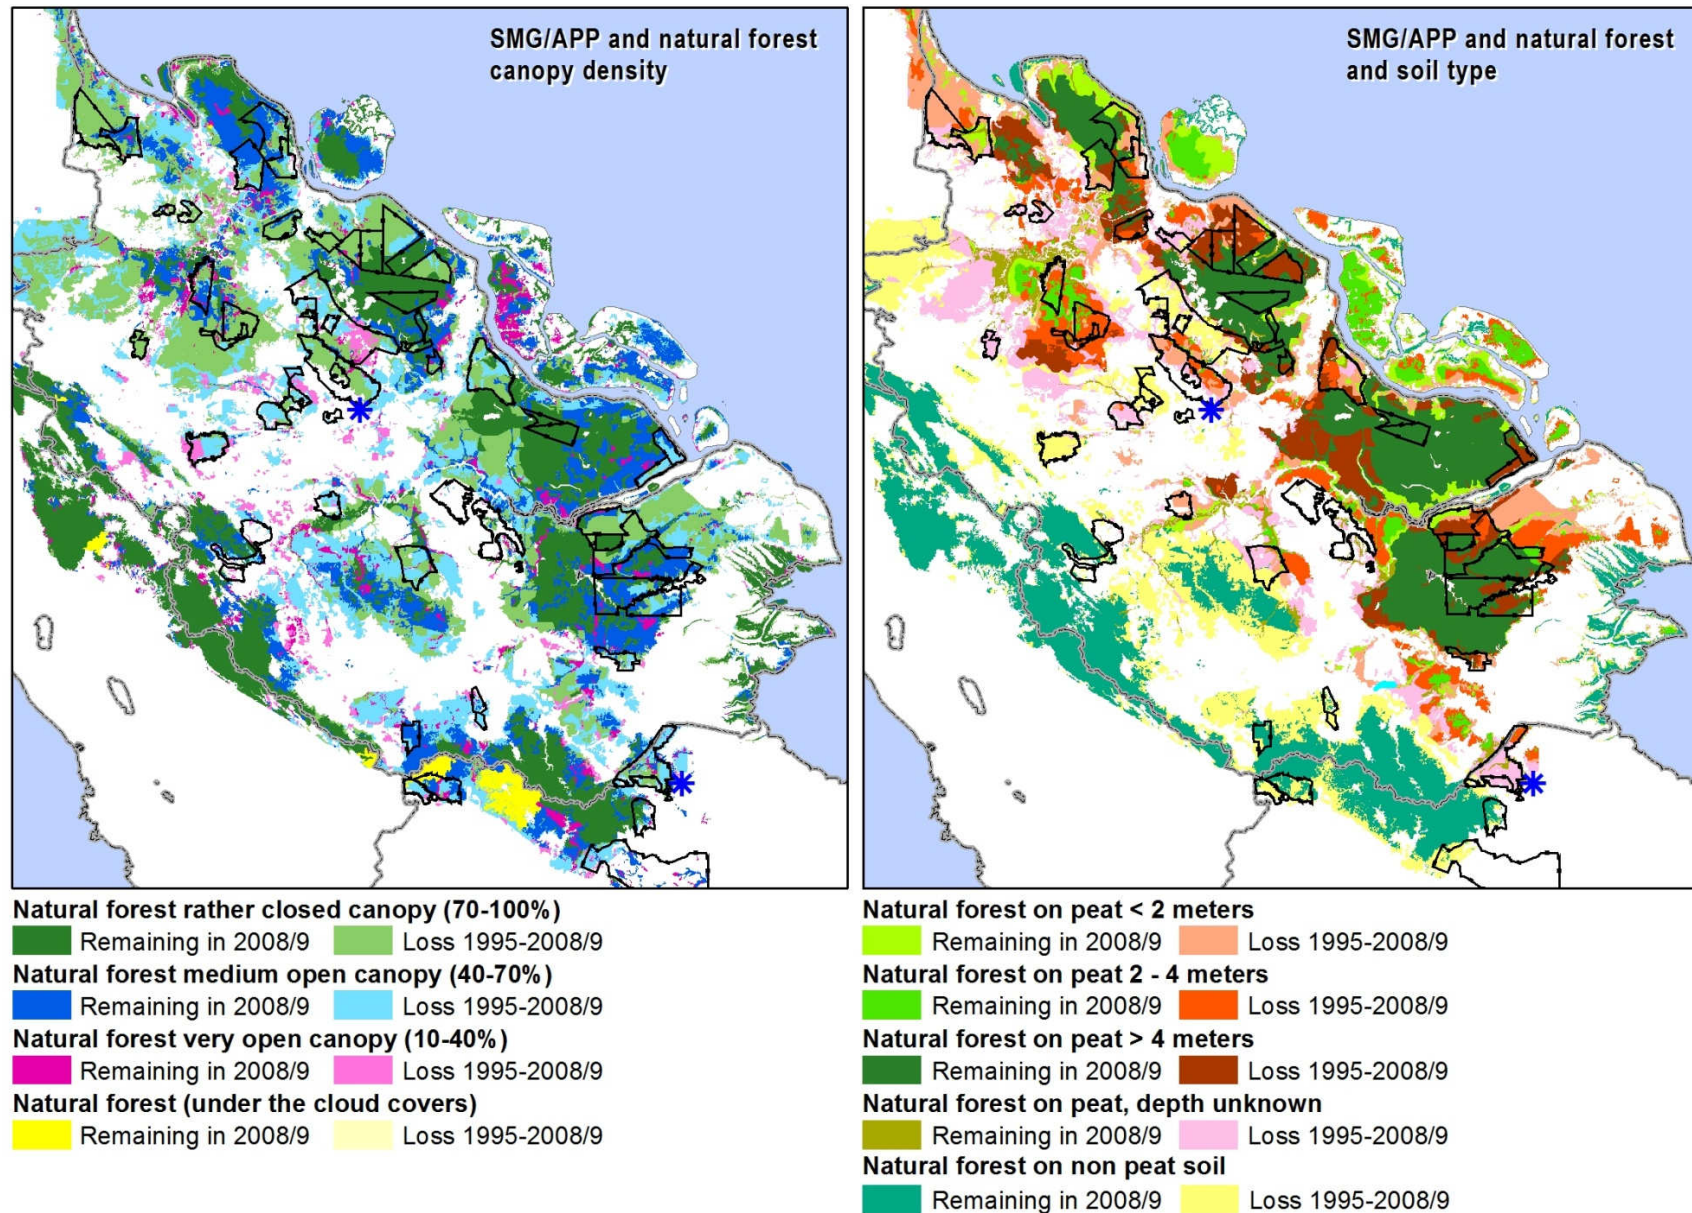 SMG/APP and natural forest
canopy density
Natural forest rather closed canopy (70-100%)
Remaining in 2008/9 Loss 1995-2008/9
Natural forest medium open canopy (40-70%)
Remaining in 2008/9 Loss 1995-2008/9
Natural forest very open canopy (10-40%)
Remaining in 2008/9 Loss 1995-2008/9
Natural forest (under the cloud covers)
Remaining in 2008/9 Loss 1995-2008/9
SMG/APP and natural forest
and soil type
Natural forest on peat < 2 meters
Remaining in 2008/9 Loss 1995-2008/9
Natural forest on peat 2 - 4 meters
Remaining in 2008/9 Loss 1995-2008/9
Natural forest on peat > 4 meters
Remaining in 2008/9 Loss 1995-2008/9
Natural forest on peat, depth unknown
Remaining in 2008/9 Loss 1995-2008/9
Natural forest on non peat soil
Remaining in 2008/9 Loss 1995-2008/9